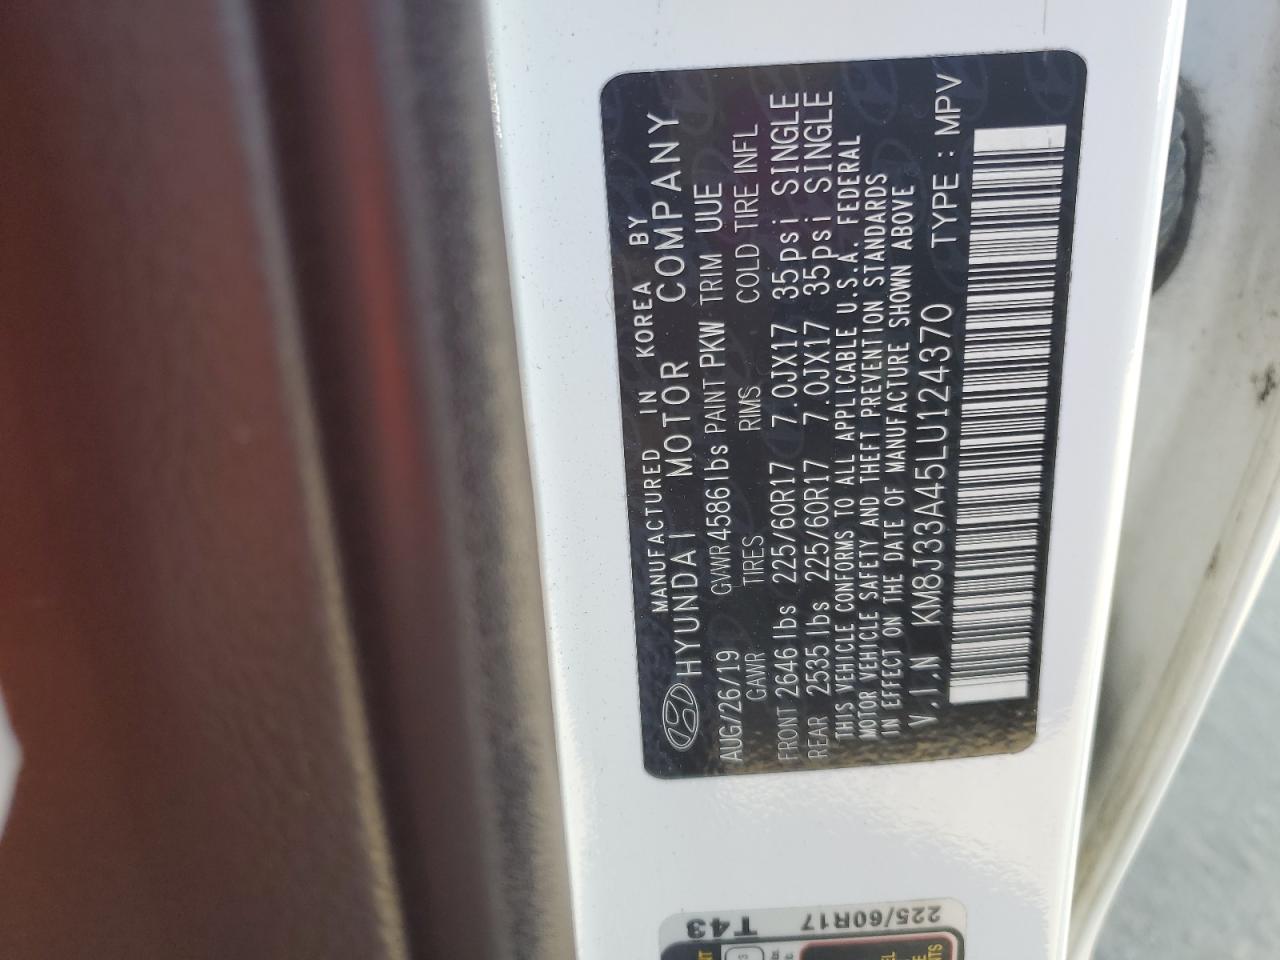 MANUFACTURED IN KOREA BY
HYUNDAI MOTOR COMPANY
AUG/26/19 GVWR 4586lbs PAINT PKW TRIM UUE
GAWR TIRES RIMS COLD TIRE INFL
FRONT 2646lbs 225/60R17 7.0JX17 35psi SINGLE
REAR 2535lbs 225/60R17 7.0JX17 35psi SINGLE
THIS VEHICLE CONFORMS TO ALL APPLICABLE U.S.A. FEDERAL
MOTOR VEHICLE SAFETY AND THEFT PREVENTION STANDARDS
IN EFFECT ON THE DATE OF MANUFACTURE SHOWN ABOVE
V.I.N KM8J33A45LU124370 TYPE : MPV
T43
225/60R17